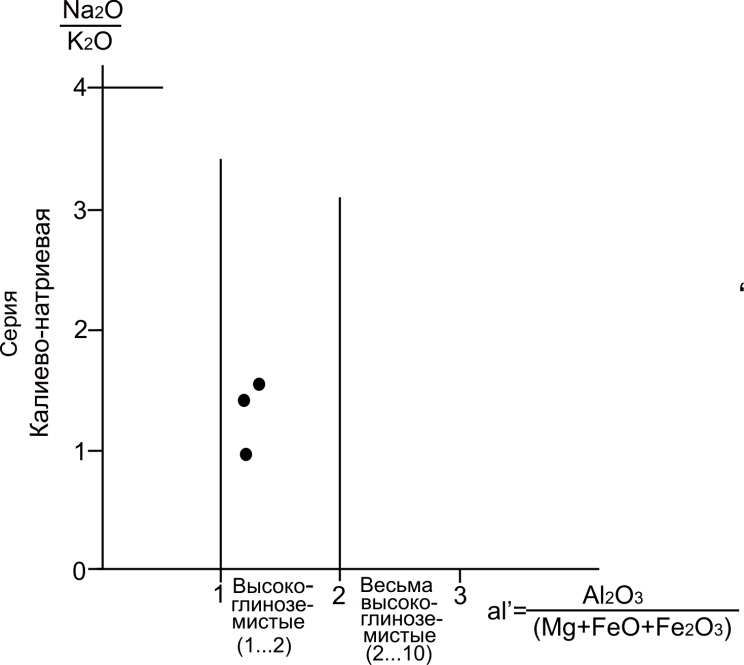 Na2O
K2O
4
3
2
1
0
Серия
Калиево-натриевая
1
Высоко-
глинозе-
мистые
(1...2)
2
Весьма
высоко-
глинозе-
мистые
(2...10)
3
al’=
Al2O3
(Mg+FeO+Fe2O3)